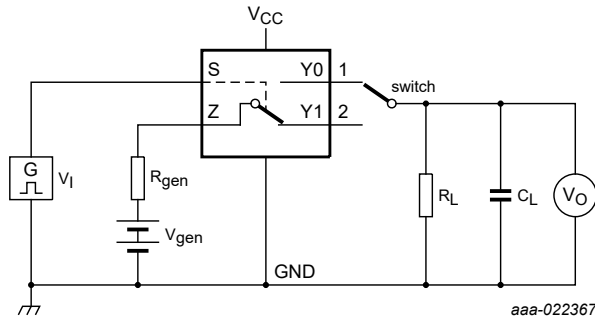 VCC
S
Y0
1
switch
Z
Y1
2
G
VI
Rgen
Vgen
RL
CL
VO
GND
aaa-022367